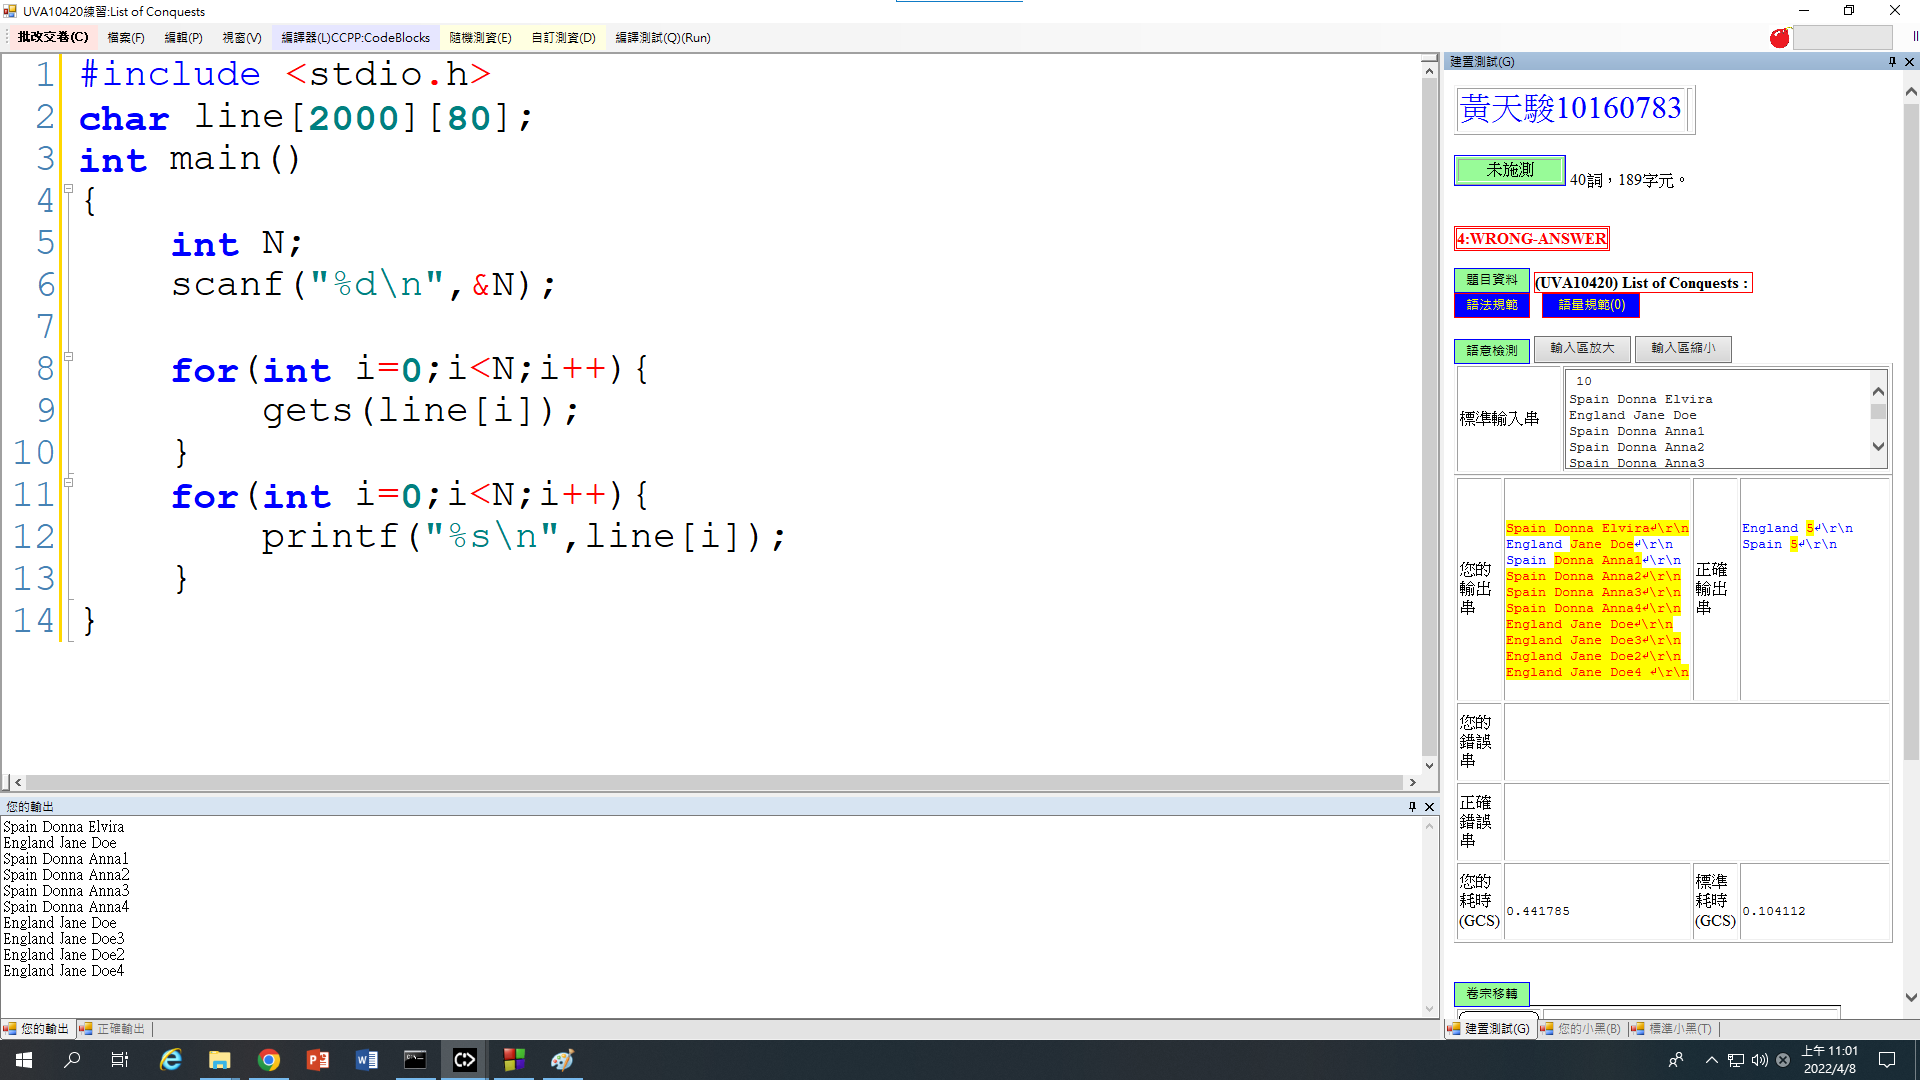 UVA10420練習:List of Conquests
批改交卷(C) 檔案(F) 編輯(P) 視窗(V) 編譯器(L)CCPP:CodeBlocks 隨機測資(E) 自訂測資(D) 編譯測試(Q)(Run)
1 #include <stdio.h>
2 char line[2000][80];
3 int main()
4 {
5 int N;
6 scanf("%d\n",&N);
7
8 for(int i=0;i<N;i++){
9 gets(line[i]);
10 }
11 for(int i=0;i<N;i++){
12 printf("%s\n",line[i]);
13 }
14 }
您的輸出
Spain Donna Elvira
England Jane Doe
Spain Donna Anna1
Spain Donna Anna2
Spain Donna Anna3
Spain Donna Anna4
England Jane Doe
England Jane Doe3
England Jane Doe2
England Jane Doe4
您的輸出 正確輸出
建置測試(G)
黃天駿10160783
未施測 40詞，189字元。
4:WRONG-ANSWER
題目資料 (UVA10420) List of Conquests :
語法規範 語量規範(0)
語意檢測 輸入區放大 輸入區縮小
標準輸入串
10
Spain Donna Elvira
England Jane Doe
Spain Donna Anna1
Spain Donna Anna2
Spain Donna Anna3
您的輸出串
Spain Donna Elvira↲\r\n
England Jane Doe↲\r\n
Spain Donna Anna1↲\r\n
Spain Donna Anna2↲\r\n
Spain Donna Anna3↲\r\n
Spain Donna Anna4↲\r\n
England Jane Doe↲\r\n
England Jane Doe3↲\r\n
England Jane Doe2↲\r\n
England Jane Doe4 ↲\r\n
正確輸出串
England 5↲\r\n
Spain 5↲\r\n
您的錯誤串
正確錯誤串
您的耗時(GCS) 0.441785 標準耗時(GCS) 0.104112
卷宗移轉
建置測試(G) 您的小黑(B) 標準小黑(T)
上午 11:01
2022/4/8